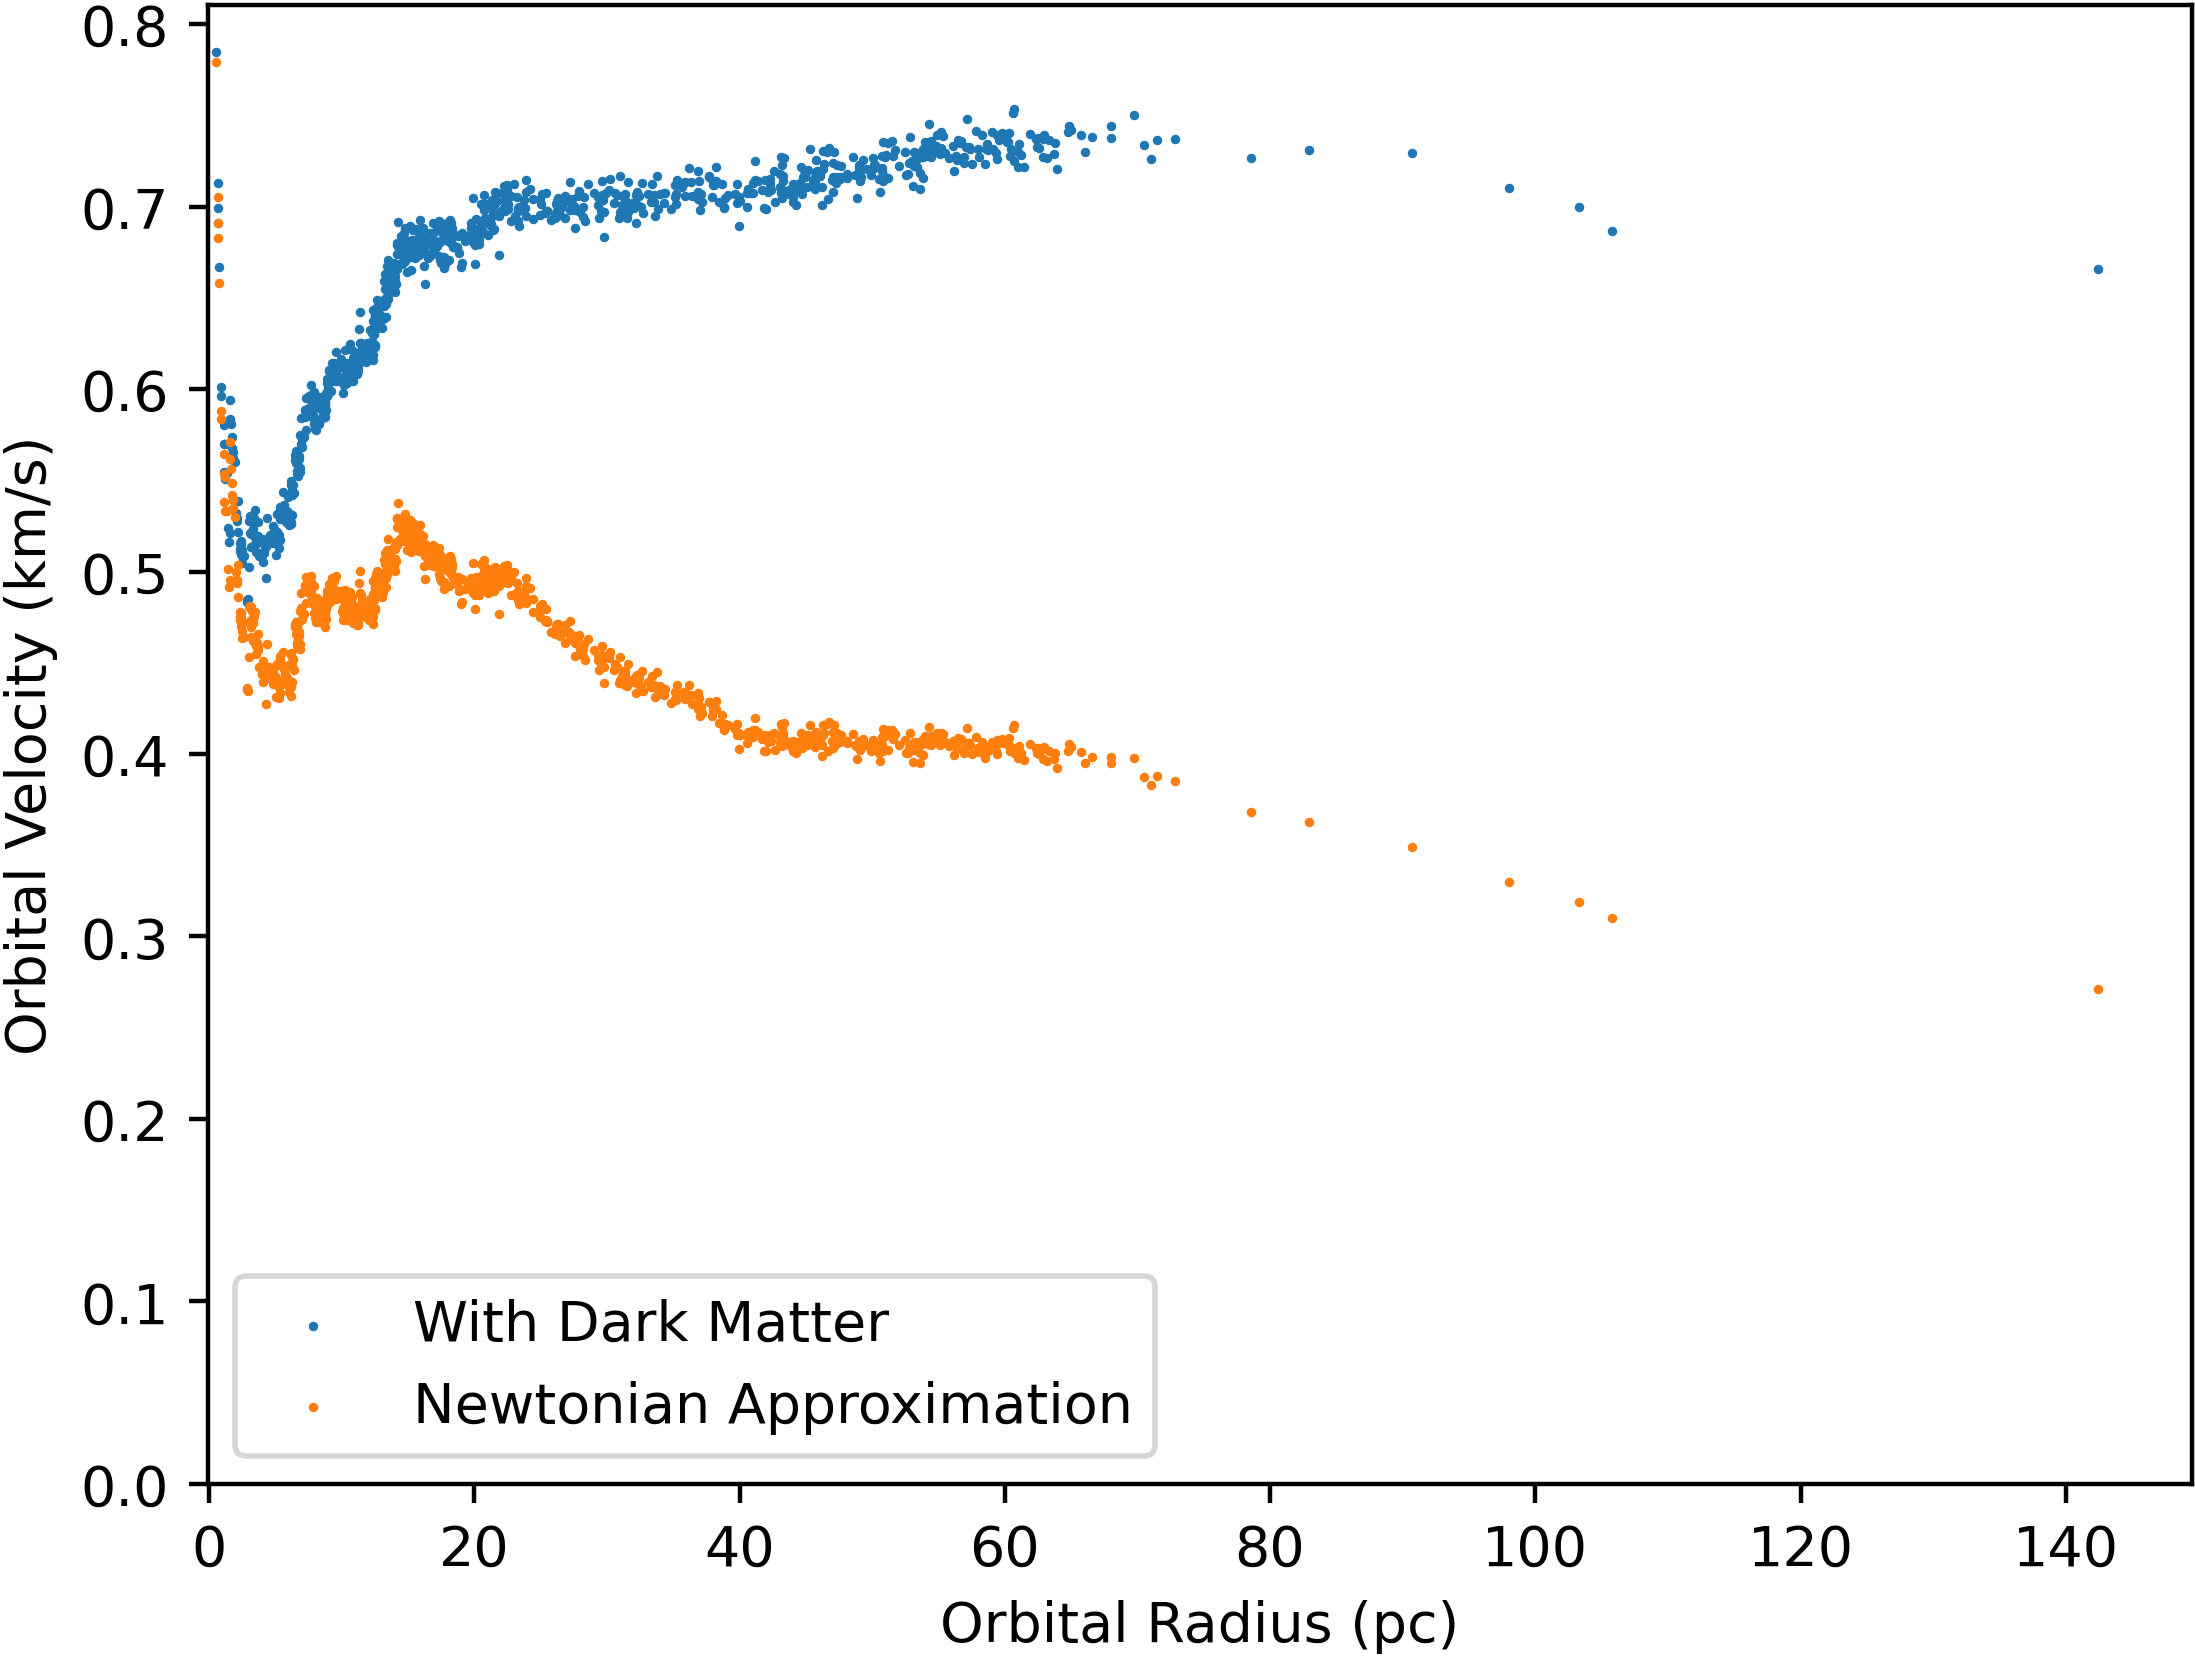 0.8
0.7
0.6
0.5
0.4
0.3
0.2
0.1
0.0
Orbital Velocity (km/s)
With Dark Matter
Newtonian Approximation
0 20 40 60 80 100 120 140
Orbital Radius (pc)